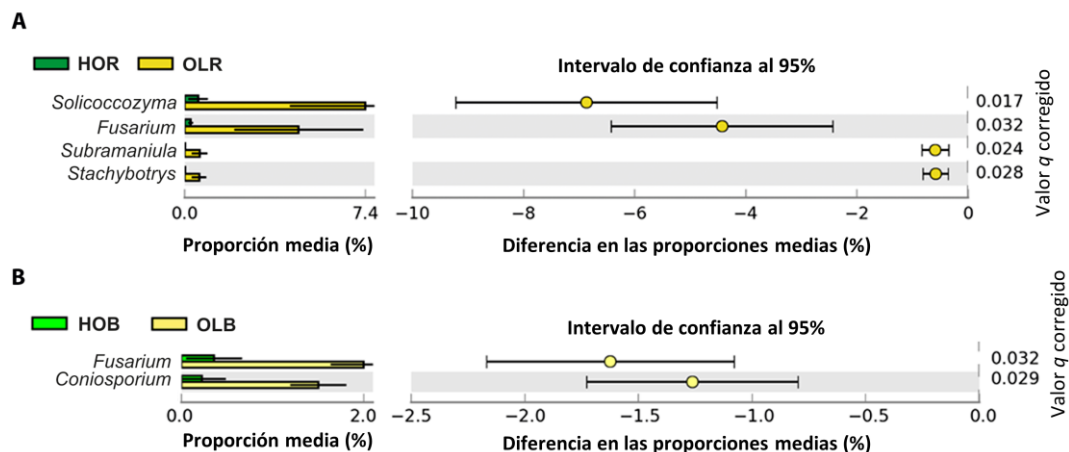 A
HOR OLR
Intervalo de confianza al 95%
Solicoccozyma 0.017
Fusarium 0.032
Subramaniula 0.024
Stachybotrys 0.028
Valor q corregido
0.0 7.4 −10 −8 −6 −4 −2 0
Proporción media (%) Diferencia en las proporciones medias (%)
B
HOB OLB
Intervalo de confianza al 95%
Fusarium 0.032
Coniosporium 0.029
Valor q corregido
0.0 2.0 −2.5 −2.0 −1.5 −1.0 −0.5 0.0
Proporción media (%) Diferencia en las proporciones medias (%)